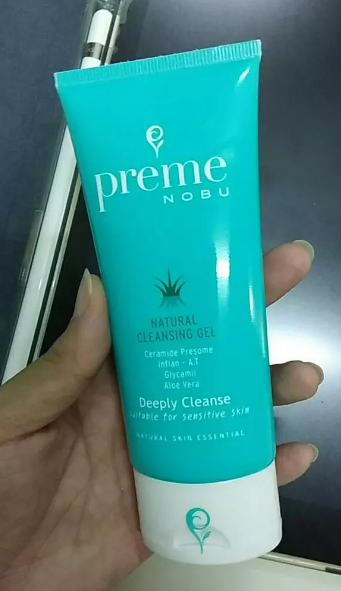 preme
NOBU
NATURAL
CLEANSING GEL
Ceramide Presome
Inflan - A.T
Glycamil
Aloe Vera
Deeply Cleanse
Suitable for Sensitive Skin
NATURAL SKIN ESSENTIAL